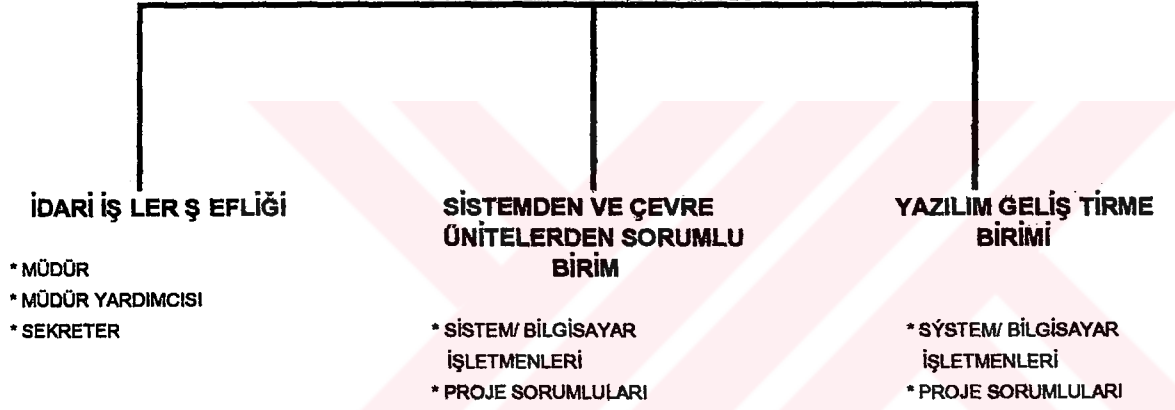 İDARİ İŞ LER Ş EFLİĞİ
* MÜDÜR
* MÜDÜR YARDIMCISI
* SEKRETER
SİSTEMDEN VE ÇEVRE
ÜNİTELERDEN SORUMLU
BİRİM
* SİSTEM/ BİLGİSAYAR
İŞLETMENLERİ
* PROJE SORUMLULARI
YAZILIM GELİŞ TİRME
BİRİMİ
* SÝSTEM/ BİLGİSAYAR
İŞLETMENLERİ
* PROJE SORUMLULARI